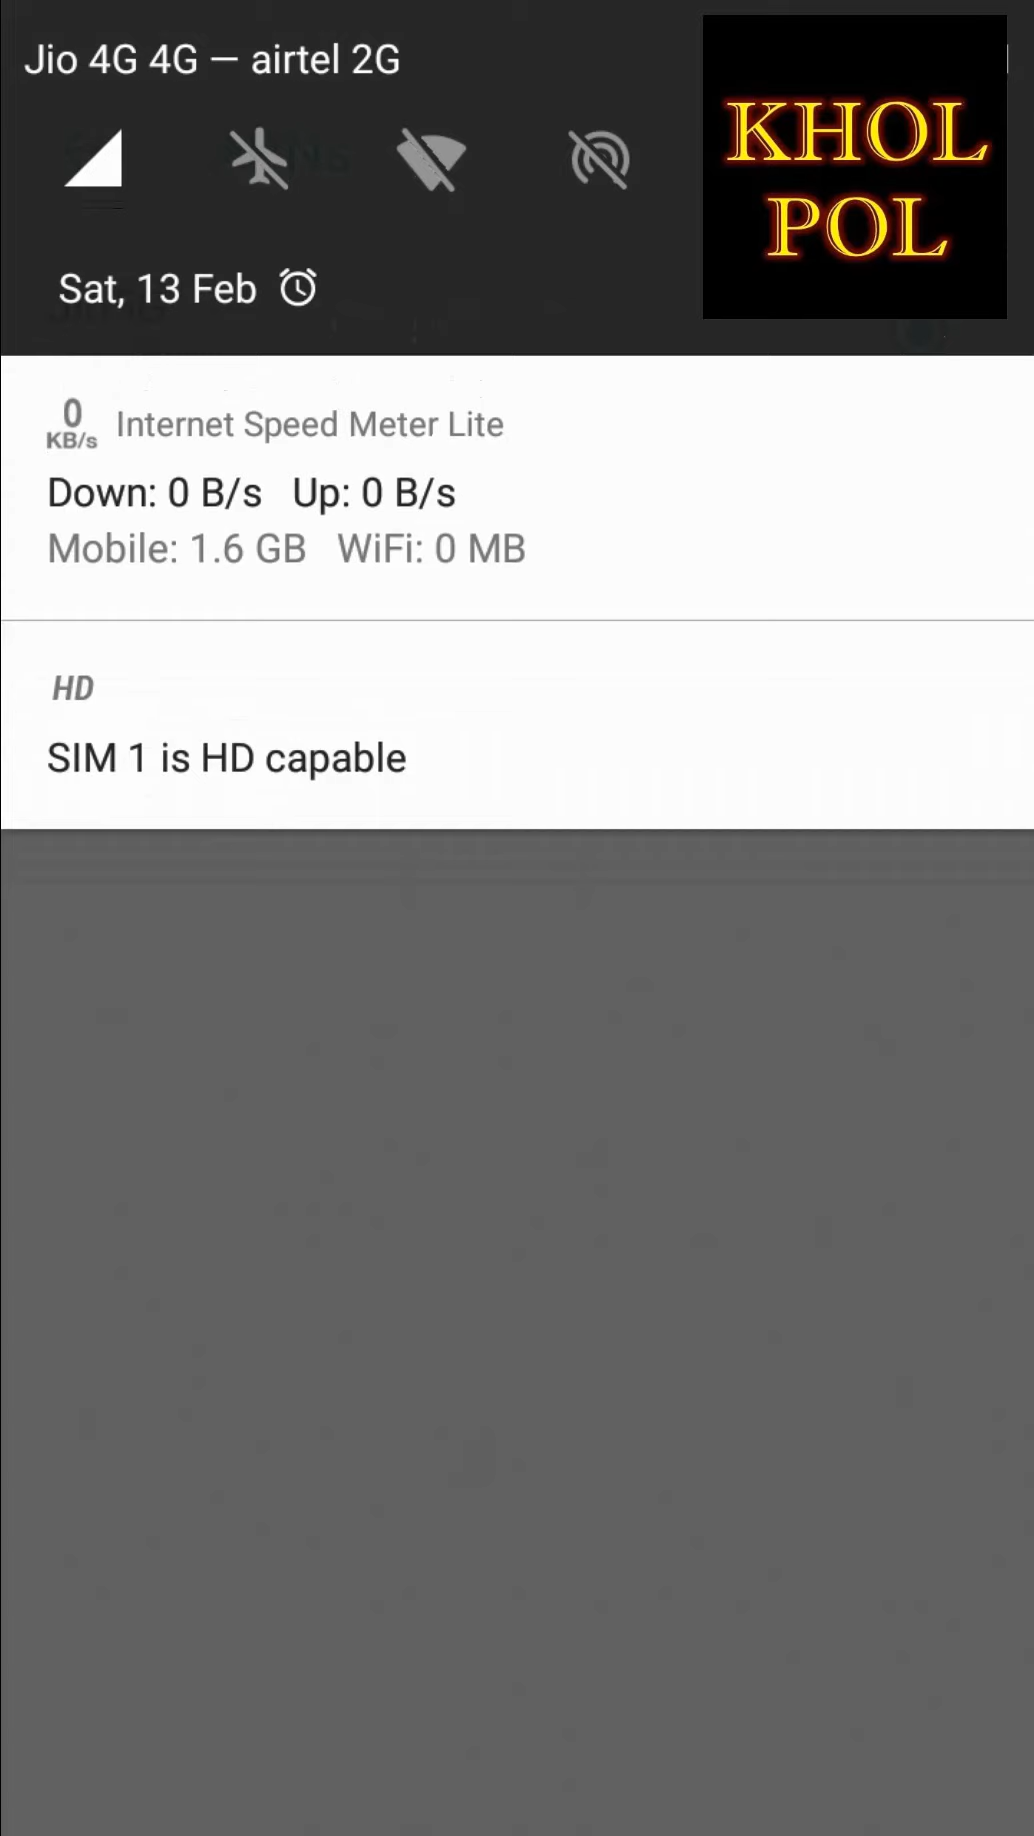 Jio 4G 4G — airtel 2G
KHOL
POL
Sat, 13 Feb
0
KB/s
Internet Speed Meter Lite
Down: 0 B/s Up: 0 B/s
Mobile: 1.6 GB WiFi: 0 MB
HD
SIM 1 is HD capable